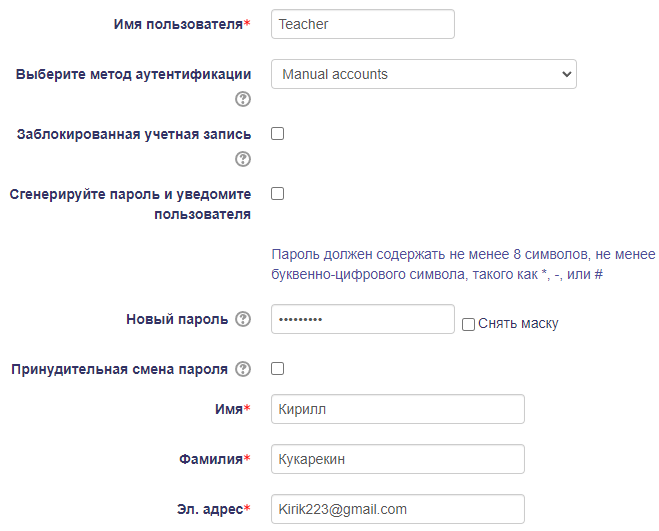 Имя пользователя* Teacher
Выберите метод аутентификации Manual accounts
?
Заблокированная учетная запись
?
Сгенерируйте пароль и уведомите
пользователя
Пароль должен содержать не менее 8 символов, не менее
буквенно-цифрового символа, такого как *, -, или #
Новый пароль ? ••••••••• Снять маску
Принудительная смена пароля ?
Имя* Кирилл
Фамилия* Кукарекин
Эл. адрес* Kirik223@gmail.com